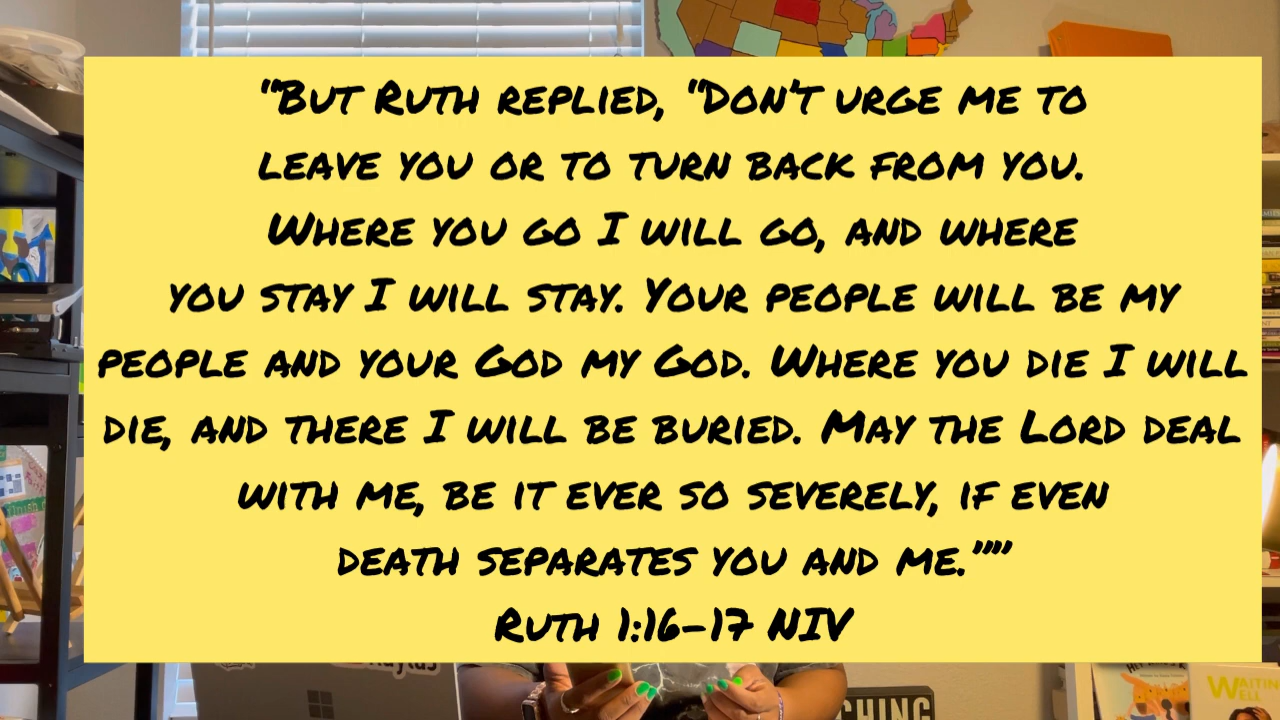 “But Ruth replied, “Don’t urge me to
leave you or to turn back from you.
Where you go I will go, and where
you stay I will stay. Your people will be my
people and your God my God. Where you die I will
die, and there I will be buried. May the Lord deal
with me, be it ever so severely, if even
death separates you and me.”””
Ruth 1:16-17 NIV
WAITIN
ELL
CHING